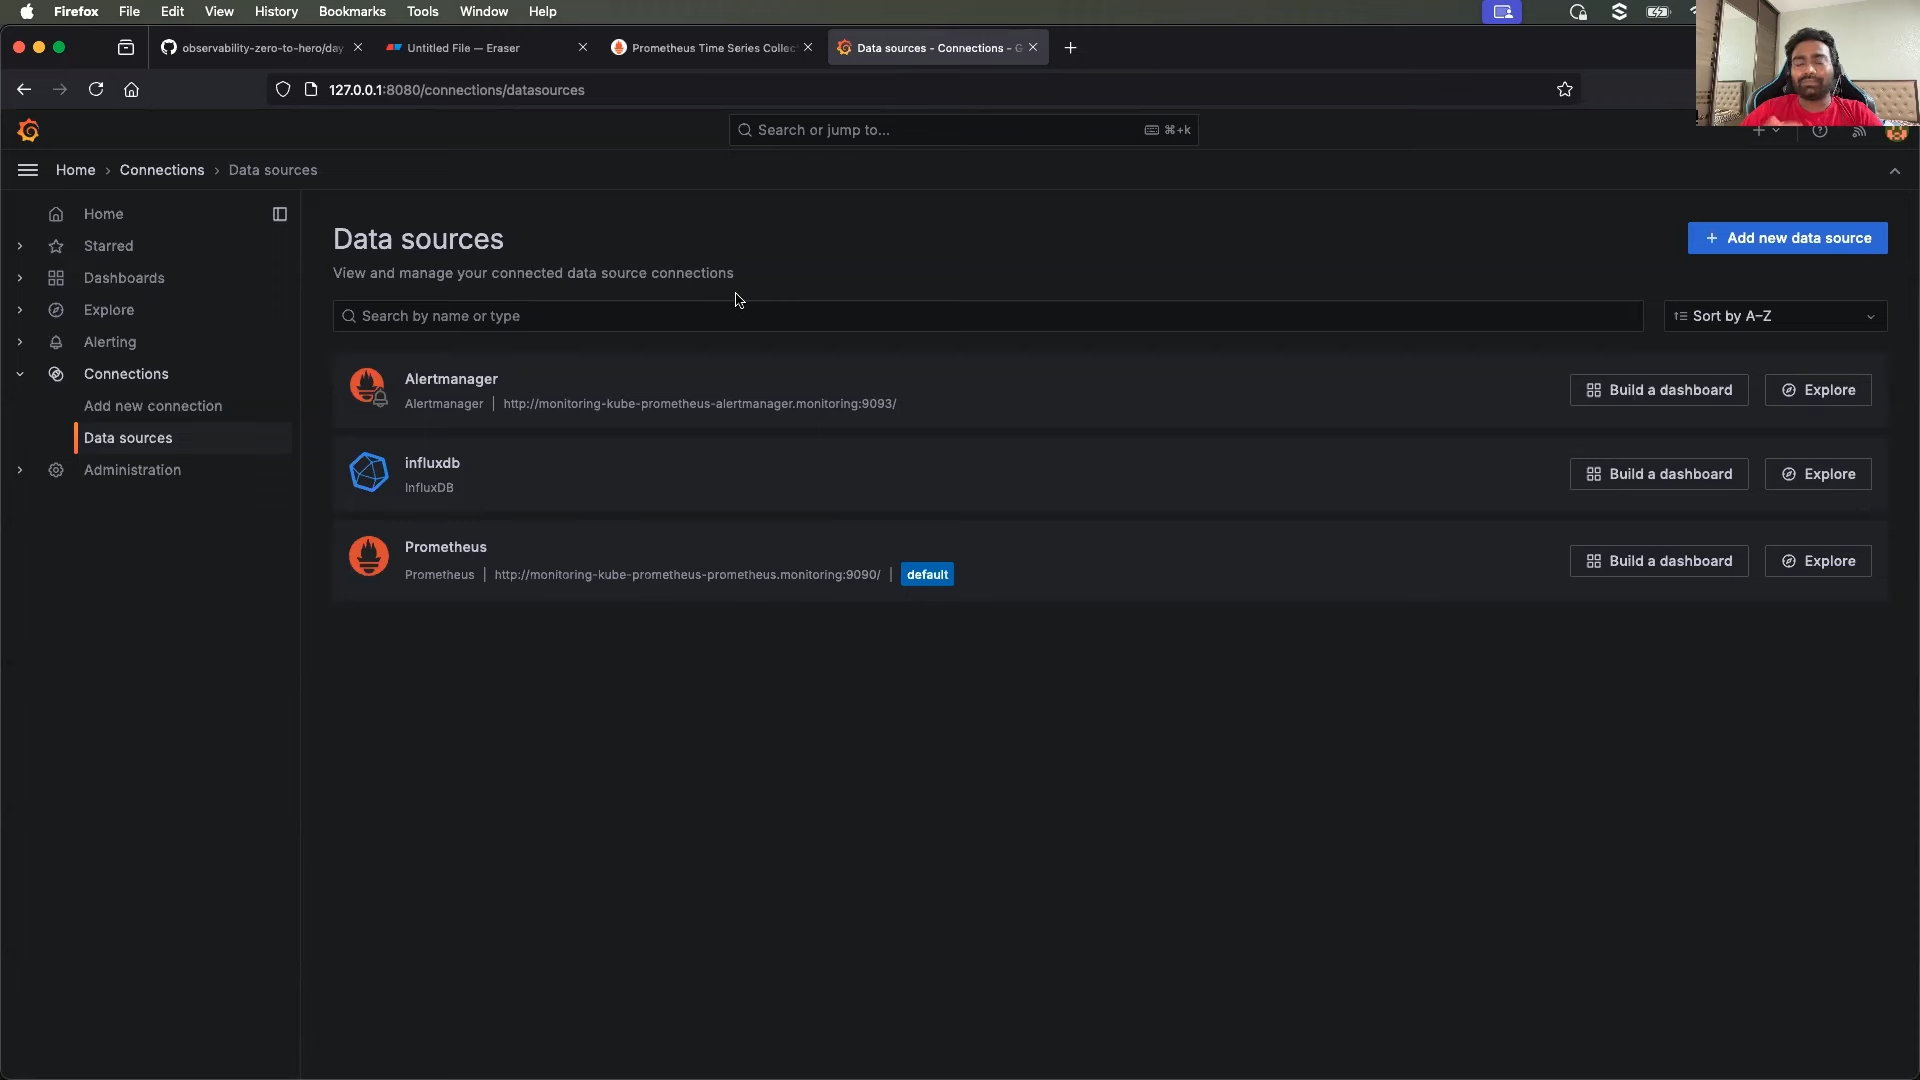 Firefox File Edit View History Bookmarks Tools Window Help
observability-zero-to-hero/day
Untitled File — Eraser
Prometheus Time Series Collec
Data sources - Connections - G
127.0.0.1:8080/connections/datasources
Search or jump to...
⌘+k
Home › Connections › Data sources
Home
Starred
Dashboards
Explore
Alerting
Connections
Add new connection
Data sources
Administration
Data sources
+ Add new data source
View and manage your connected data source connections
Search by name or type
Sort by A–Z
Alertmanager
Alertmanager | http://monitoring-kube-prometheus-alertmanager.monitoring:9093/
Build a dashboard
Explore
influxdb
InfluxDB
Build a dashboard
Explore
Prometheus
Prometheus | http://monitoring-kube-prometheus-prometheus.monitoring:9090/ | default
Build a dashboard
Explore